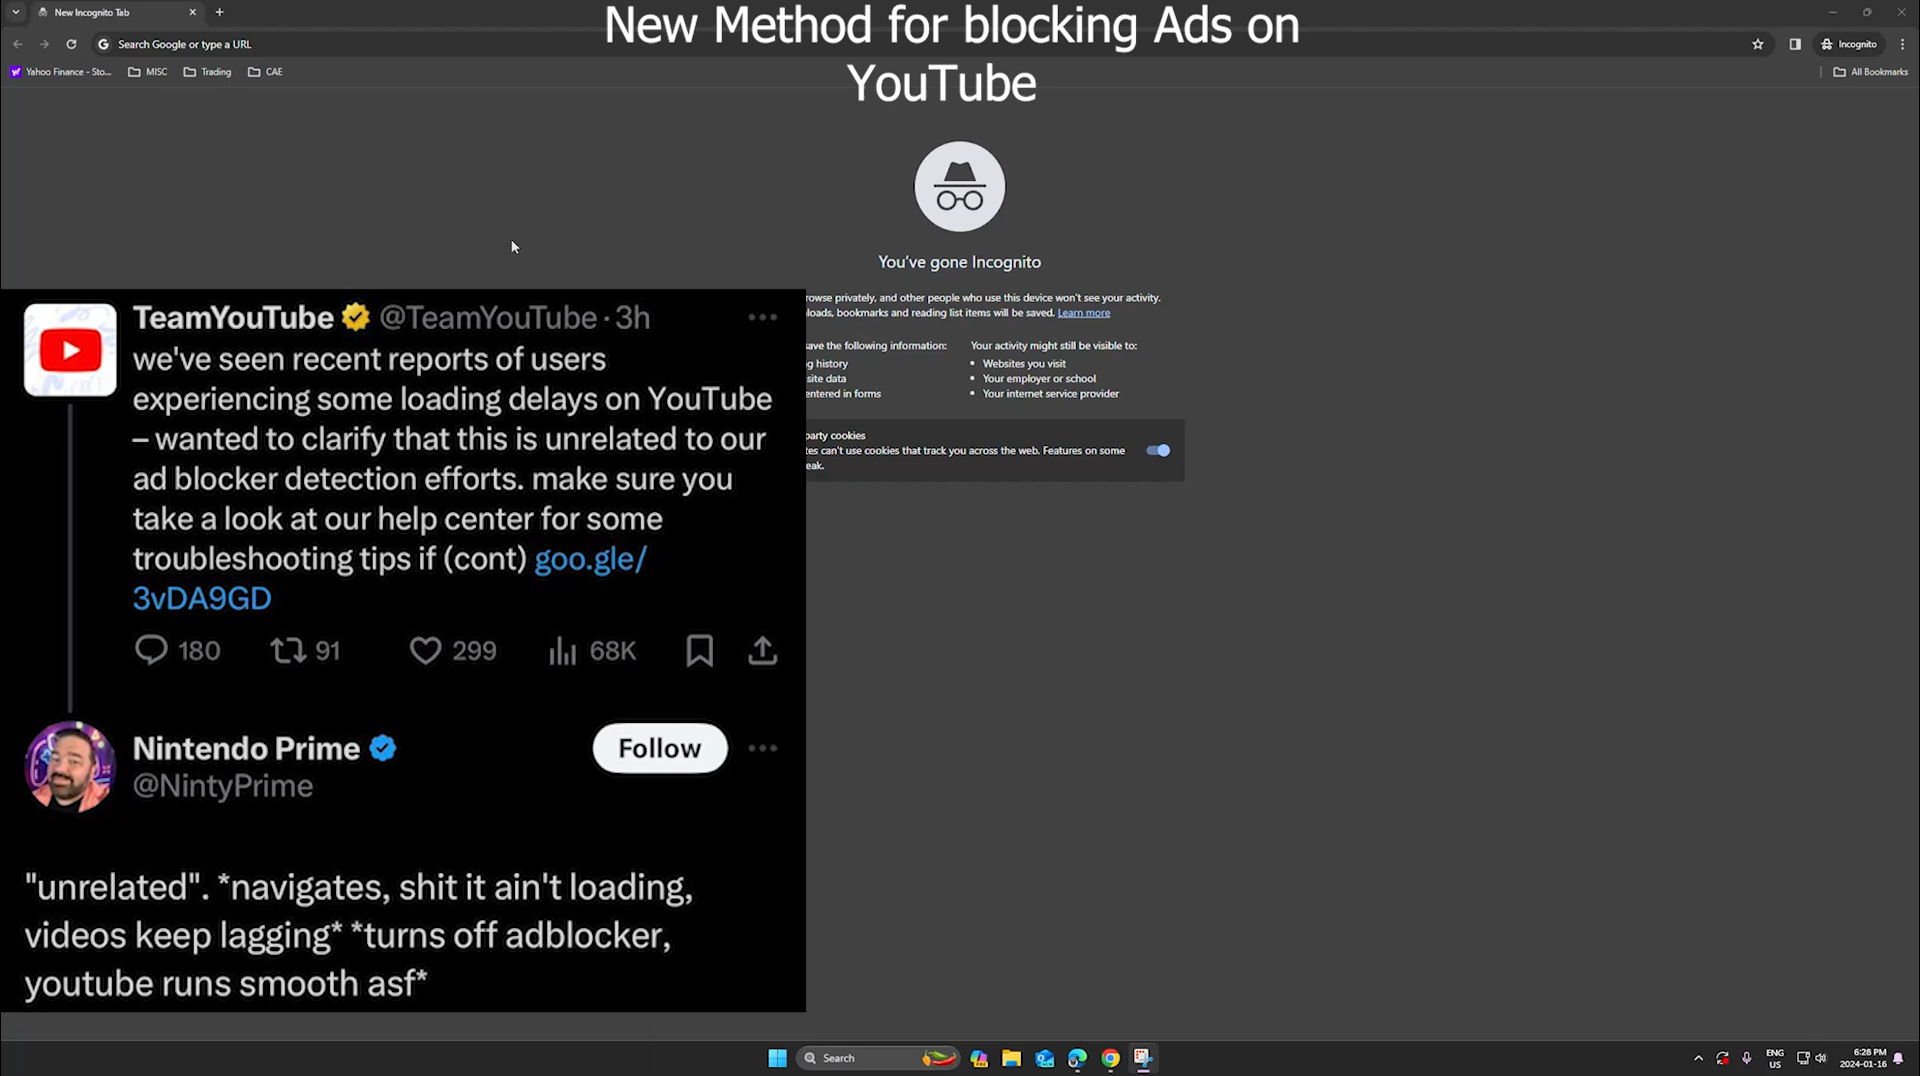 New Incognito Tab
New Method for blocking Ads on
YouTube
Search Google or type a URL
Incognito
Yahoo Finance - Sto...
MISC
Trading
CAE
All Bookmarks
You've gone Incognito
browse privately, and other people who use this device won't see your activity.
loads, bookmarks and reading list items will be saved. Learn more
save the following information:
g history
site data
entered in forms
Your activity might still be visible to:
• Websites you visit
• Your employer or school
• Your internet service provider
party cookies
tes can't use cookies that track you across the web. Features on some
eak.
TeamYouTube @TeamYouTube · 3h
we've seen recent reports of users
experiencing some loading delays on YouTube
– wanted to clarify that this is unrelated to our
ad blocker detection efforts. make sure you
take a look at our help center for some
troubleshooting tips if (cont) goo.gle/
3vDA9GD
180 91 299 68K
Nintendo Prime
@NintyPrime
Follow
"unrelated". *navigates, shit it ain't loading,
videos keep lagging* *turns off adblocker,
youtube runs smooth asf*
Search
ENG
US
6:28 PM
2024-01-16